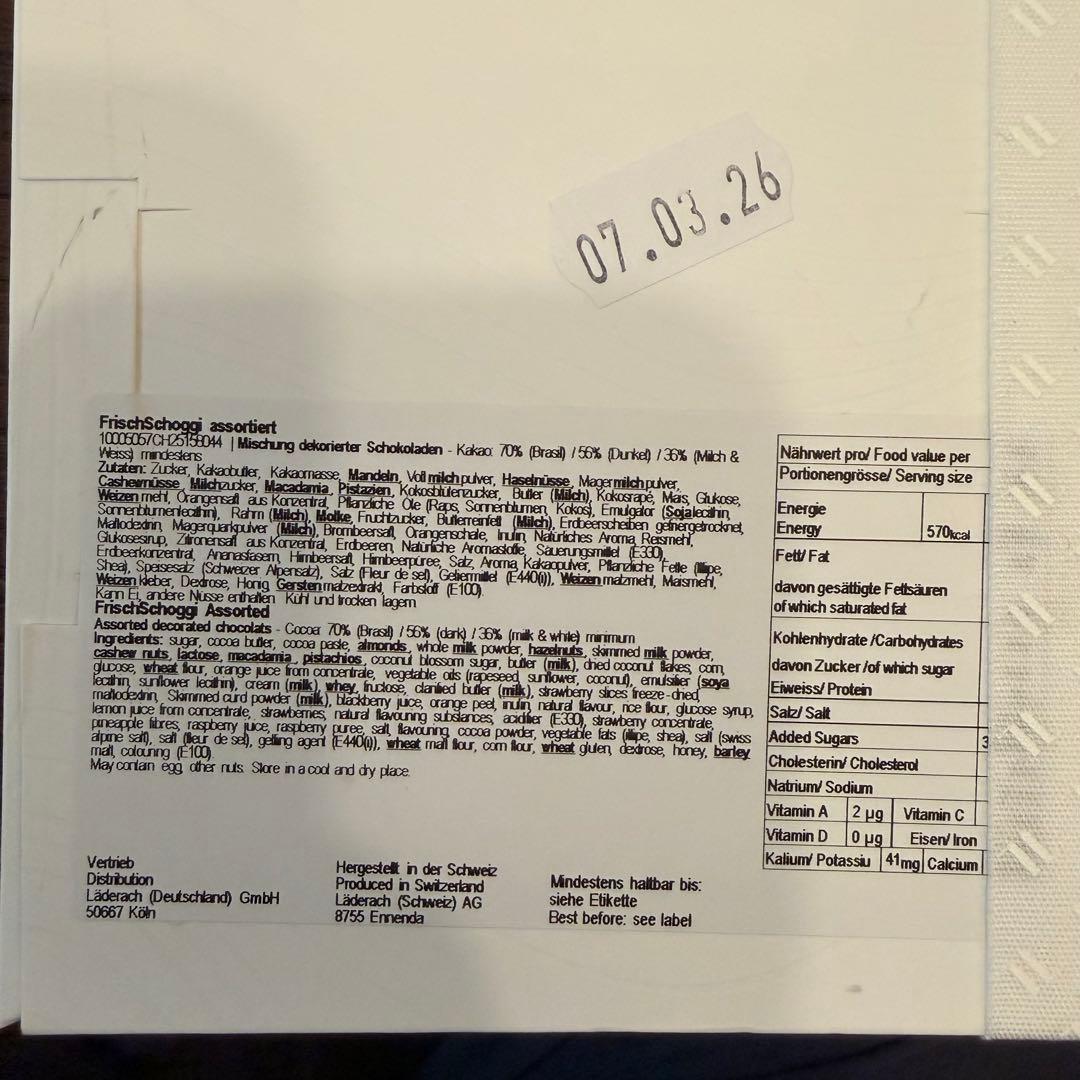 07.03.26
FrischSchoggi assortiert
10005057CH25158044 | Mischung dekorierter Schokoladen - Kakao: 70% (Brasil) / 56% (Dunkel) / 36% (Milch &
Weiss) mindestens
Zutaten: Zucker, Kakaobutter, Kakaomasse, Mandeln, Vollmilchpulver, Haselnüsse, Magermilchpulver,
Cashewnüsse, Milchzucker, Macadamia, Pistazien, Kokosblütenzucker, Butter (Milch), Kokosrapé, Mais, Glukose,
Weizenmehl, Orangensaft aus Konzentrat, Pflanzliche Öle (Raps, Sonnenblumen, Kokos), Emulgator (Sojalecithin,
Sonnenblumenlecithin), Rahm (Milch), Molke, Fruchtzucker, Butterreinfett (Milch), Erdbeerscheiben gefriergetrocknet,
Maltodextrin, Magerquarkpulver (Milch), Brombeersaft, Orangenschale, Inulin, Natürliches Aroma, Reismehl,
Glukosesirup, Zitronensaft aus Konzentrat, Erdbeeren, Natürliche Aromastoffe, Säuerungsmittel (E330),
Erdbeerkonzentrat, Ananasfasern, Himbeersaft, Himbeerpüree, Salz, Aroma, Kakaopulver, Pflanzliche Fette (Illipe,
Shea), Speisesalz (Schweizer Alpensalz), Salz (Fleur de sel), Geliermittel (E440(i)), Weizenmalzmehl, Maismehl,
Weizenkleber, Dextrose, Honig, Gerstenmalzextrakt, Farbstoff (E100).
Kann Ei, andere Nüsse enthalten. Kühl und trocken lagern.
FrischSchoggi Assorted
Assorted decorated chocolats - Cocoa: 70% (Brasil) / 56% (dark) / 36% (milk & white) minimum
Ingredients: sugar, cocoa butter, cocoa paste, almonds, whole milk powder, hazelnuts, skimmed milk powder,
cashew nuts, lactose, macadamia, pistachios, coconut blossom sugar, butter (milk), dried coconut flakes, corn,
glucose, wheat flour, orange juice from concentrate, vegetable oils (rapeseed, sunflower, coconut), emulsifier (soya
lecithin, sunflower lecithin), cream (milk), whey, fructose, clarified butter (milk), strawberry slices freeze-dried,
maltodextrin, Skimmed curd powder (milk), blackberry juice, orange peel, inulin, natural flavour, rice flour, glucose syrup,
lemon juice from concentrate, strawberries, natural flavouring substances, acidifier (E330), strawberry concentrate,
pineapple fibres, raspberry juice, raspberry puree, salt, flavouring, cocoa powder, vegetable fats (illipe, shea), salt (swiss
alpine salt), salt (fleur de sel), gelling agent (E440(i)), wheat malt flour, corn flour, wheat gluten, dextrose, honey, barley
malt, colouring (E100).
May contain egg, other nuts. Store in a cool and dry place.
Vertrieb
Distribution
Läderach (Deutschland) GmbH
50667 Köln
Hergestellt in der Schweiz
Produced in Switzerland
Läderach (Schweiz) AG
8755 Ennenda
Mindestens haltbar bis:
siehe Etikette
Best before: see label
Nährwert pro/ Food value per
Portionengrösse/ Serving size
Energie
Energy 570kcal
Fett/ Fat
davon gesättigte Fettsäuren
of which saturated fat
Kohlenhydrate /Carbohydrates
davon Zucker /of which sugar
Eiweiss/ Protein
Salz/ Salt
Added Sugars 3
Cholesterin/ Cholesterol
Natrium/ Sodium
Vitamin A 2 µg Vitamin C
Vitamin D 0 µg Eisen/ Iron
Kalium/ Potassiu 41mg Calcium